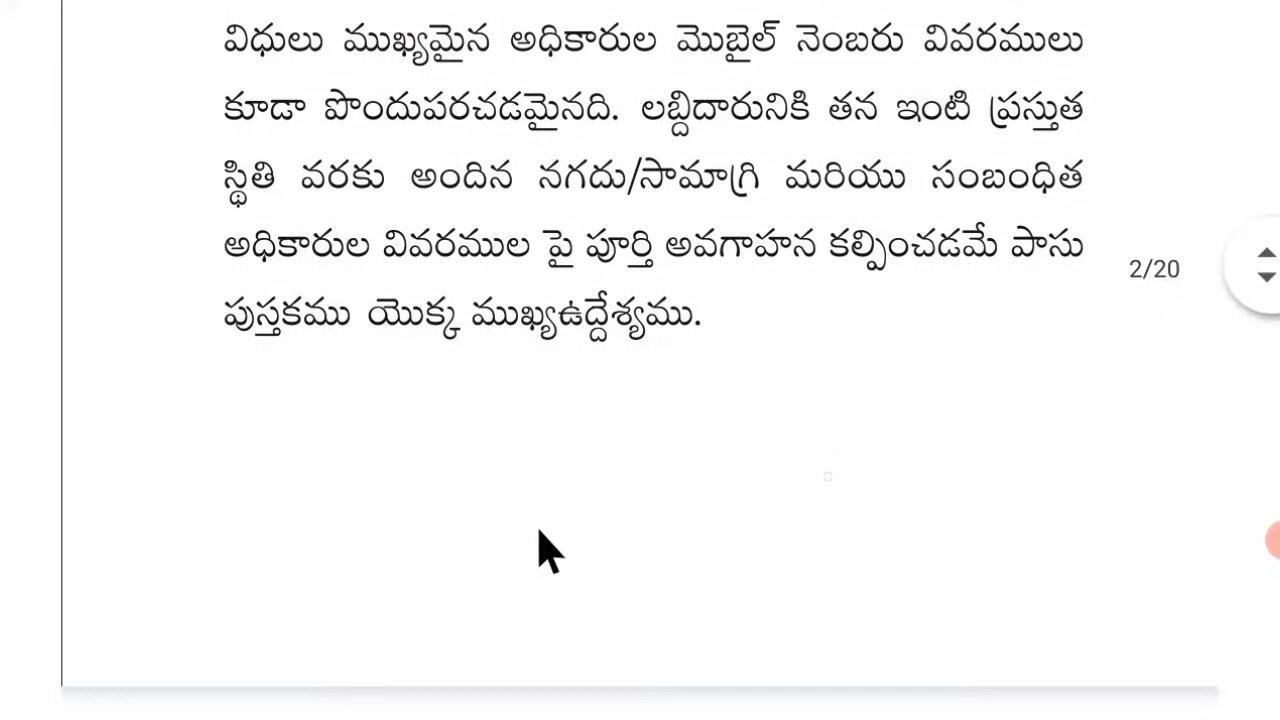 విధులు ముఖ్యమైన అధికారుల మొబైల్ నెంబరు వివరములు
కూడా పొందుపరచడమైనది. లబ్దిదారునికి తన ఇంటి ప్రస్తుత
స్థితి వరకు అందిన నగదు/సామాగ్రి మరియు సంబంధిత
అధికారుల వివరముల పై పూర్తి అవగాహన కల్పించడమే పాసు
2/20
పుస్తకము యొక్క ముఖ్యఉద్దేశ్యము.